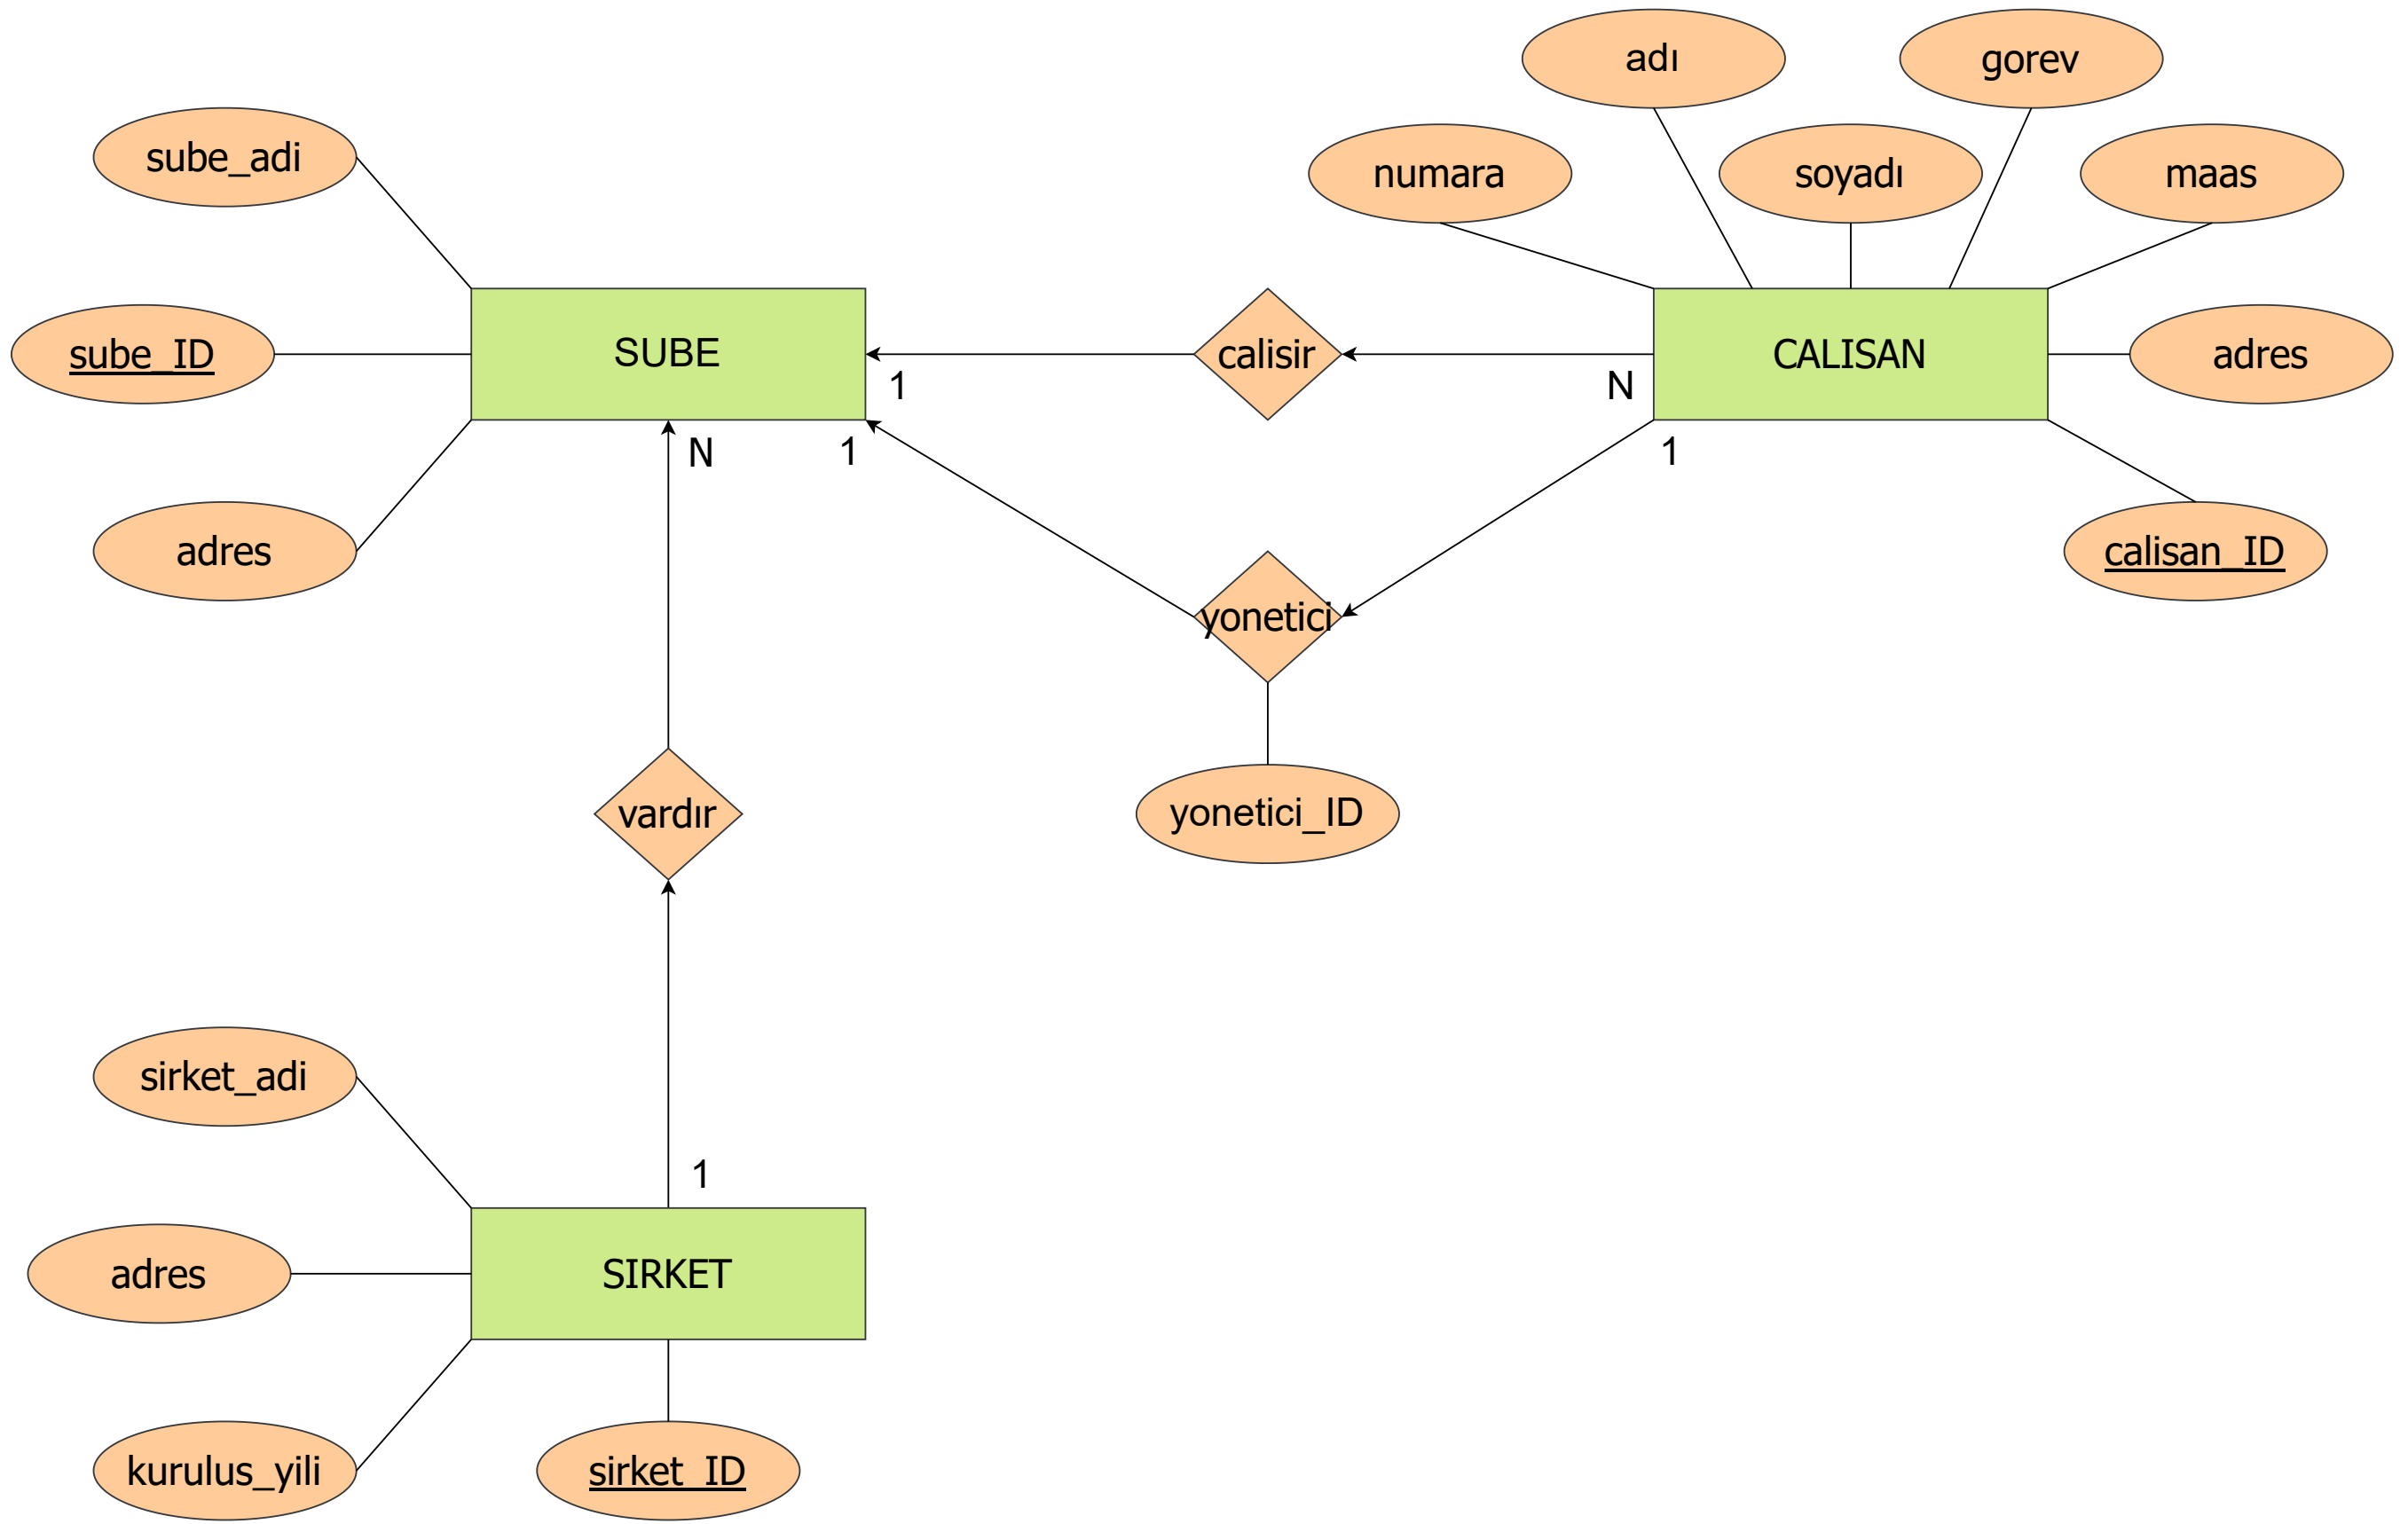 adı
gorev
sube_adi
numara
soyadı
maas
sube_ID
SUBE
calisir
CALISAN
adres
1
N
N
1
1
adres
calisan_ID
yonetici
vardır
yonetici_ID
sirket_adi
1
adres
SIRKET
kurulus_yili
sirket_ID